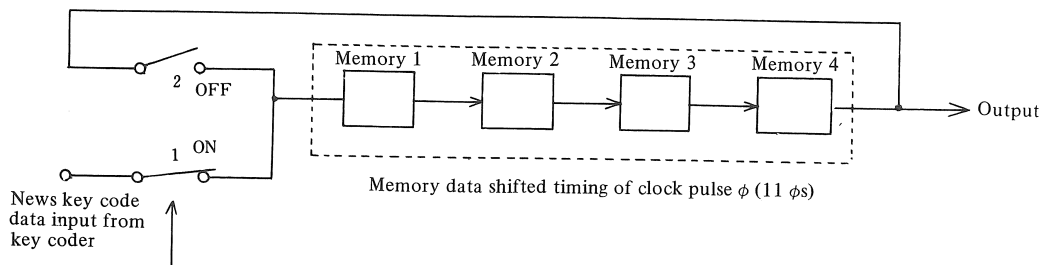 Memory 1
Memory 2
Memory 3
Memory 4
2
OFF
Output
1
ON
Memory data shifted timing of clock pulse ϕ (11 ϕs)
News key code
data input from
key coder